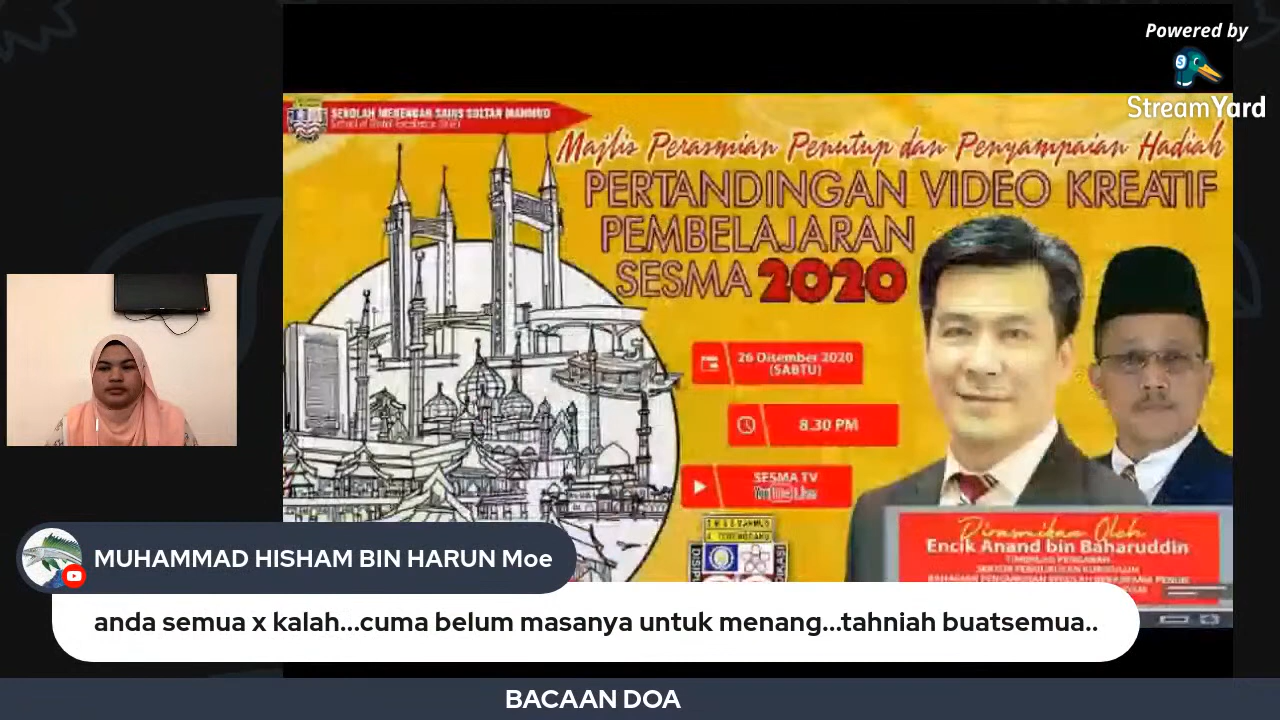 Powered by
StreamYard
SEKOLAH MENENGAH SAINS SULTAN MAHMUD
Majlis Perasmian Penutup dan Penyampaian Hadiah
PERTANDINGAN VIDEO KREATIF
PEMBELAJARAN
SESMA 2020
26 Disember 2020
(SABTU)
8.30 PM
SESMA TV
YouTube Live
Dirasmikan Oleh
Encik Anand bin Baharuddin
TIMBALAN PENGARAH
MUHAMMAD HISHAM BIN HARUN Moe
anda semua x kalah...cuma belum masanya untuk menang...tahniah buatsemua..
BACAAN DOA